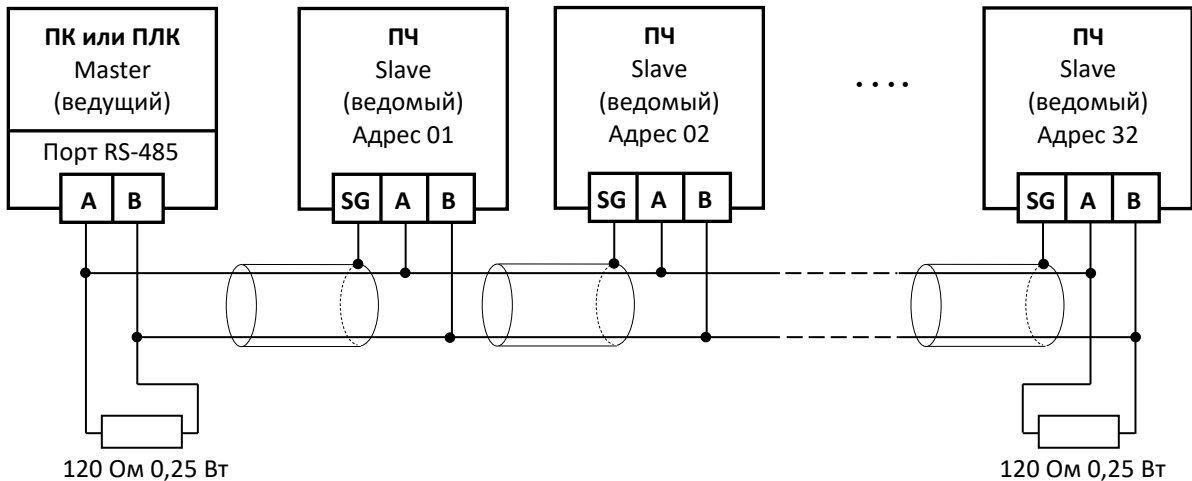 ПК или ПЛК
Master
(ведущий)
Порт RS-485
A B
ПЧ
Slave
(ведомый)
Адрес 01
SG A B
ПЧ
Slave
(ведомый)
Адрес 02
SG A B
. . . .
ПЧ
Slave
(ведомый)
Адрес 32
SG A B
120 Ом 0,25 Вт
120 Ом 0,25 Вт